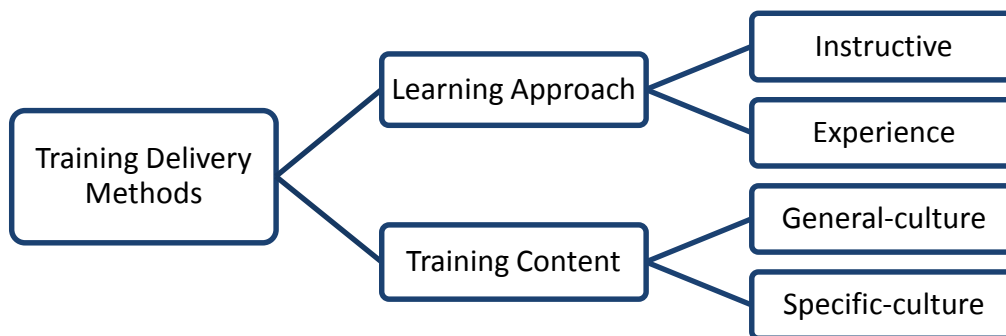 Training Delivery
Methods
Learning Approach
Instructive
Experience
Training Content
General-culture
Specific-culture